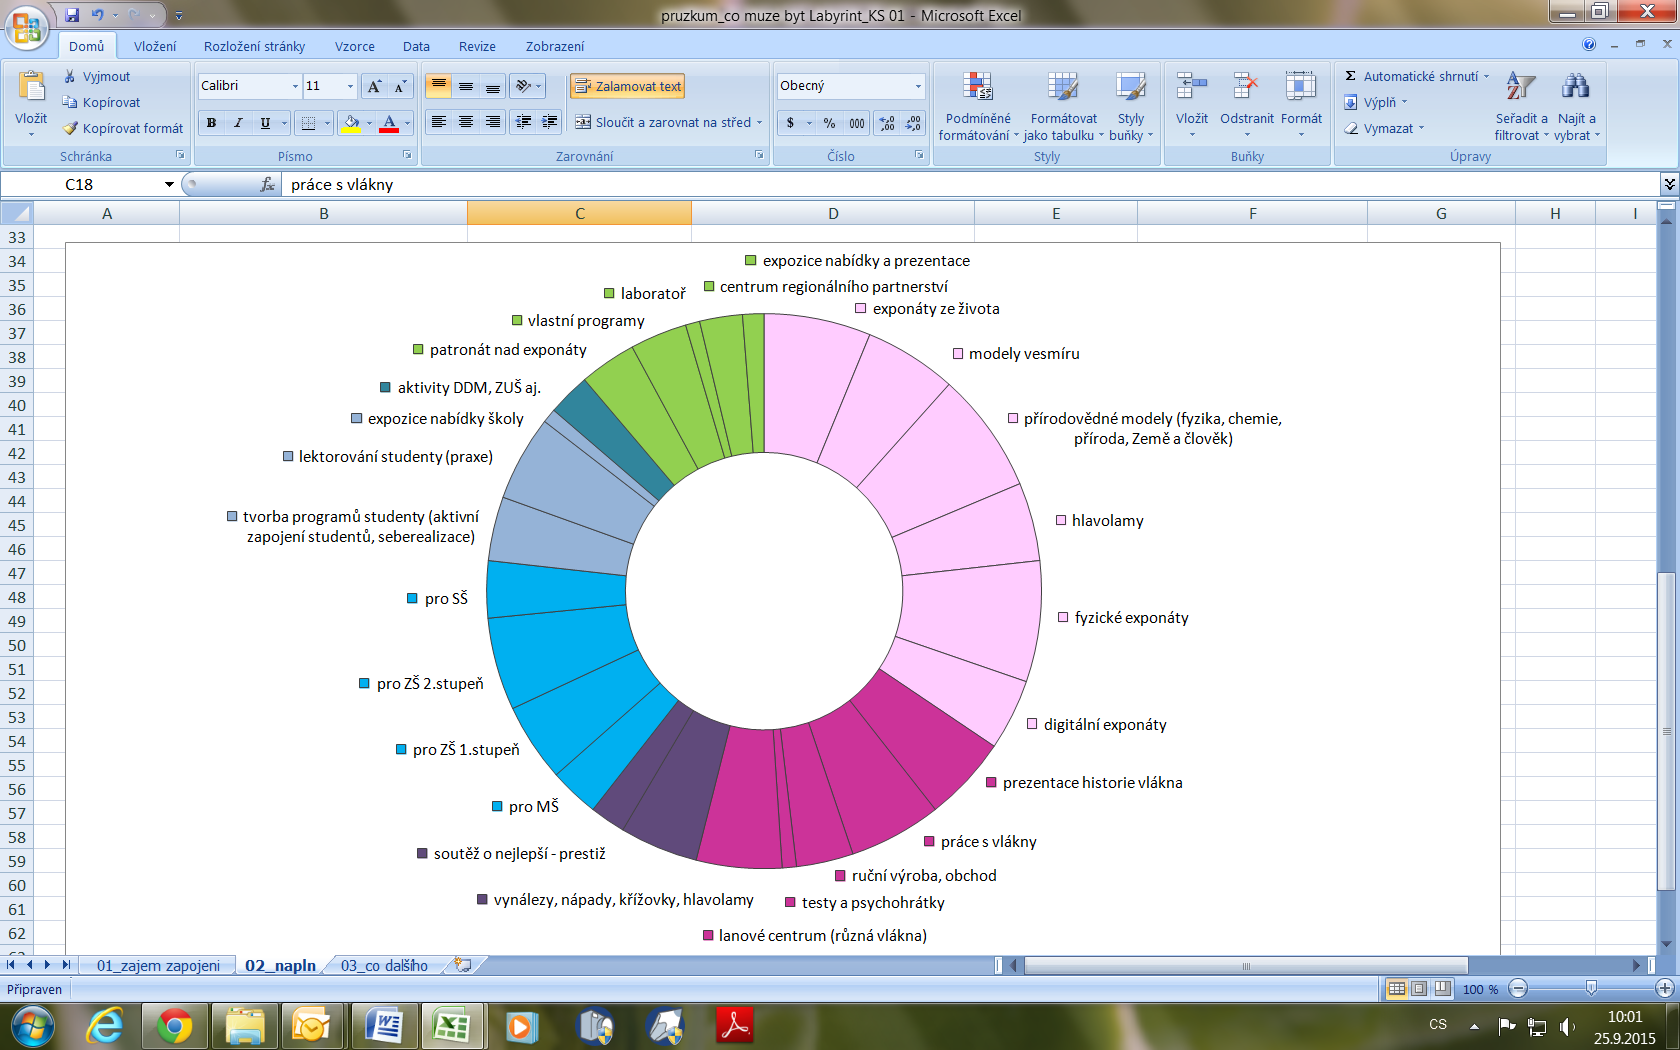 pruzkum_co muze byt Labyrint_KS 01 - Microsoft Excel
Domů Vložení Rozložení stránky Vzorce Data Revize Zobrazení
Vložit
Vyjmout
Kopírovat
Kopírovat formát
Schránka
Calibri 11
B I U
Písmo
Zalamovat text
Sloučit a zarovnat na střed
Zarovnání
Obecný
$ % 000
Číslo
Podmíněné formátování
Formátovat jako tabulku
Styly buňky
Styly
Vložit Odstranit Formát
Buňky
Σ Automatické shrnutí
Výplň
Vymazat
Seřadit a filtrovat
Najít a vybrat
Úpravy
C18 fx práce s vlákny
A B C D E F G H I
33
34
35
36
37
38
39
40
41
42
43
44
45
46
47
48
49
50
51
52
53
54
55
56
57
58
59
60
61
62
expozice nabídky a prezentace
centrum regionálního partnerství
laboratoř
exponáty ze života
vlastní programy
patronát nad exponáty
modely vesmíru
aktivity DDM, ZUŠ aj.
expozice nabídky školy
přírodovědné modely (fyzika, chemie,
příroda, Země a člověk)
lektorování studenty (praxe)
tvorba programů studenty (aktivní
zapojení studentů, seberealizace)
hlavolamy
pro SŠ
fyzické exponáty
pro ZŠ 2.stupeň
digitální exponáty
pro ZŠ 1.stupeň
prezentace historie vlákna
pro MŠ
práce s vlákny
soutěž o nejlepší - prestiž
ruční výroba, obchod
vynálezy, nápady, křížovky, hlavolamy
testy a psychohrátky
lanové centrum (různá vlákna)
01_zajem zapojeni 02_napln 03_co dalšího
Připraven 100 %
CS 10:01
25.9.2015